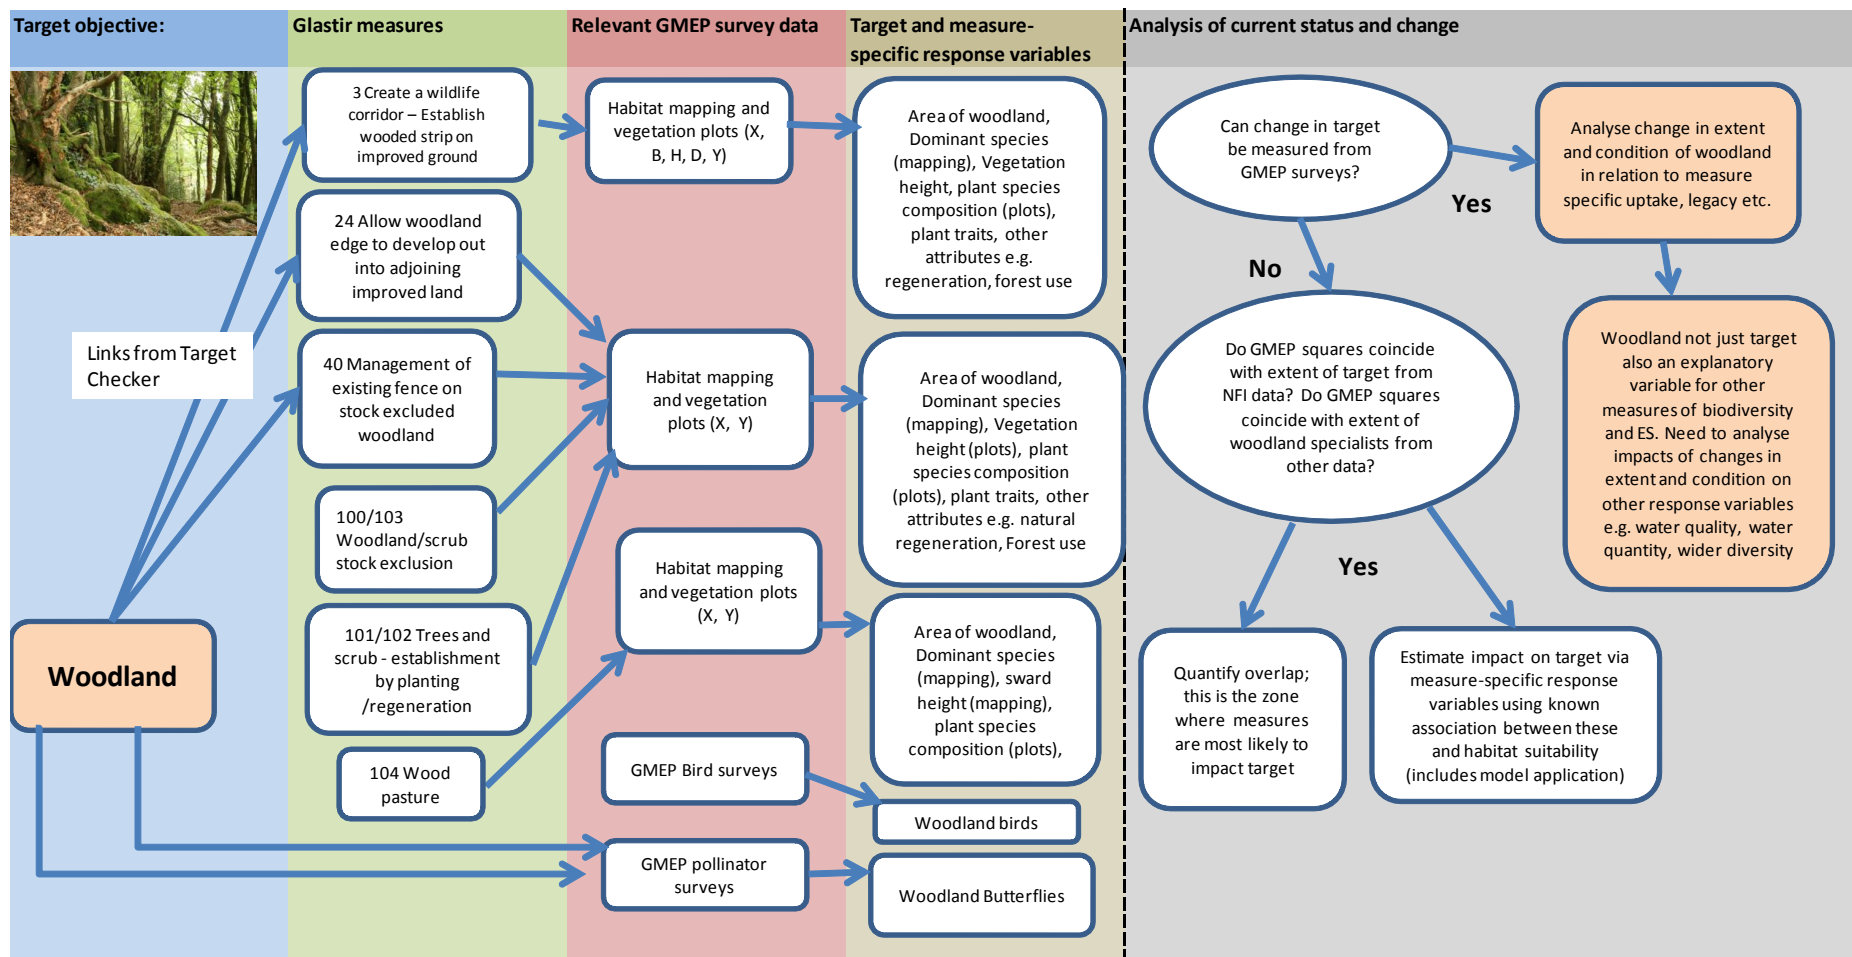 Target objective:
Glastir measures
Relevant GMEP survey data
Target and measure-
specific response variables
Analysis of current status and change
Links from Target
Checker
Woodland
3 Create a wildlife
corridor – Establish
wooded strip on
improved ground
24 Allow woodland
edge to develop out
into adjoining
improved land
40 Management of
existing fence on
stock excluded
woodland
100/103
Woodland/scrub
stock exclusion
101/102 Trees and
scrub - establishment
by planting
/regeneration
104 Wood
pasture
Habitat mapping and
vegetation plots (X,
B, H, D, Y)
Habitat mapping
and vegetation
plots (X, Y)
Habitat mapping
and vegetation plots
(X, Y)
GMEP Bird surveys
GMEP pollinator
surveys
Area of woodland,
Dominant species
(mapping), Vegetation
height, plant species
composition (plots),
plant traits, other
attributes e.g.
regeneration, forest use
Area of woodland,
Dominant species
(mapping), Vegetation
height (plots), plant
species composition
(plots), plant traits, other
attributes e.g. natural
regeneration, Forest use
Area of woodland,
Dominant species
(mapping), sward
height (mapping),
plant species
composition (plots),
Woodland birds
Woodland Butterflies
Can change in target
be measured from
GMEP surveys?
Yes
No
Analyse change in extent
and condition of woodland
in relation to measure
specific uptake, legacy etc.
Woodland not just target
also an explanatory
variable for other
measures of biodiversity
and ES. Need to analyse
impacts of changes in
extent and condition on
other response variables
e.g. water quality, water
quantity, wider diversity
Do GMEP squares coincide
with extent of target from
NFI data? Do GMEP squares
coincide with extent of
woodland specialists from
other data?
Yes
Quantify overlap;
this is the zone
where measures
are most likely to
impact target
Estimate impact on target via
measure-specific response
variables using known
association between these
and habitat suitability
(includes model application)